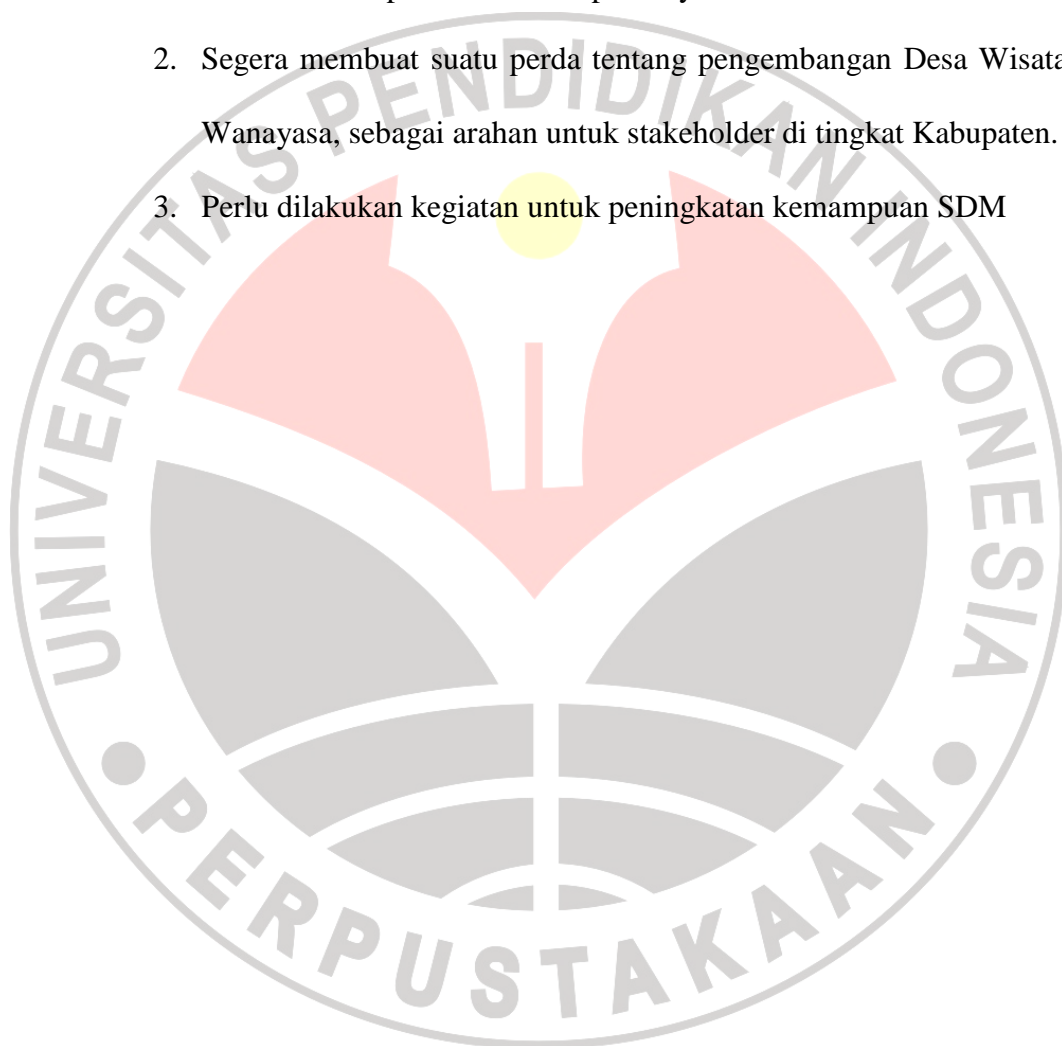 2. Segera membuat suatu perda tentang pengembangan Desa Wisata
Wanayasa, sebagai arahan untuk stakeholder di tingkat Kabupaten.
3. Perlu dilakukan kegiatan untuk peningkatan kemampuan SDM
UNIVERSITAS PENDIDIKAN INDONESIA
PERPUSTAKAAN